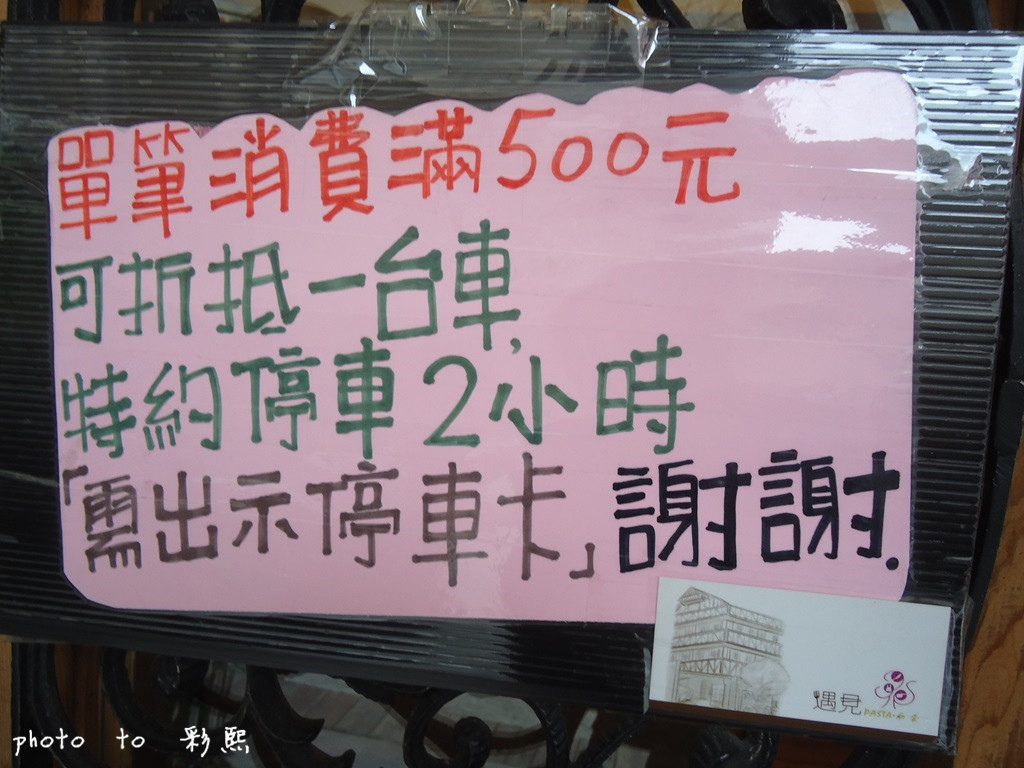 單筆消費滿500元
可折抵一台車,
特約停車2小時
「需出示停車卡」謝謝.
遇見
PASTA
photo to 彩熙